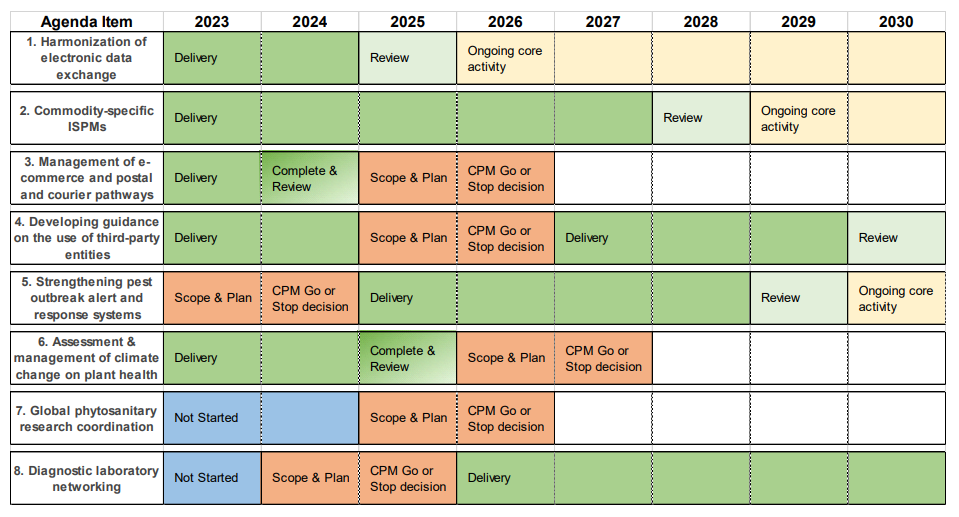 Agenda Item 2023 2024 2025 2026 2027 2028 2029 2030
1. Harmonization of
electronic data
exchange
Delivery
Review
Ongoing core
activity
2. Commodity-specific
ISPMs
Delivery
Review
Ongoing core
activity
3. Management of e-
commerce and postal
and courier pathways
Delivery
Complete &
Review
Scope & Plan
CPM Go or
Stop decision
4. Developing guidance
on the use of third-party
entities
Delivery
Scope & Plan
CPM Go or
Stop decision
Delivery
Review
5. Strengthening pest
outbreak alert and
response systems
Scope & Plan
CPM Go or
Stop decision
Delivery
Review
Ongoing core
activity
6. Assessment &
management of climate
change on plant health
Delivery
Complete &
Review
Scope & Plan
CPM Go or
Stop decision
7. Global phytosanitary
research coordination
Not Started
Scope & Plan
CPM Go or
Stop decision
8. Diagnostic laboratory
networking
Not Started
Scope & Plan
CPM Go or
Stop decision
Delivery